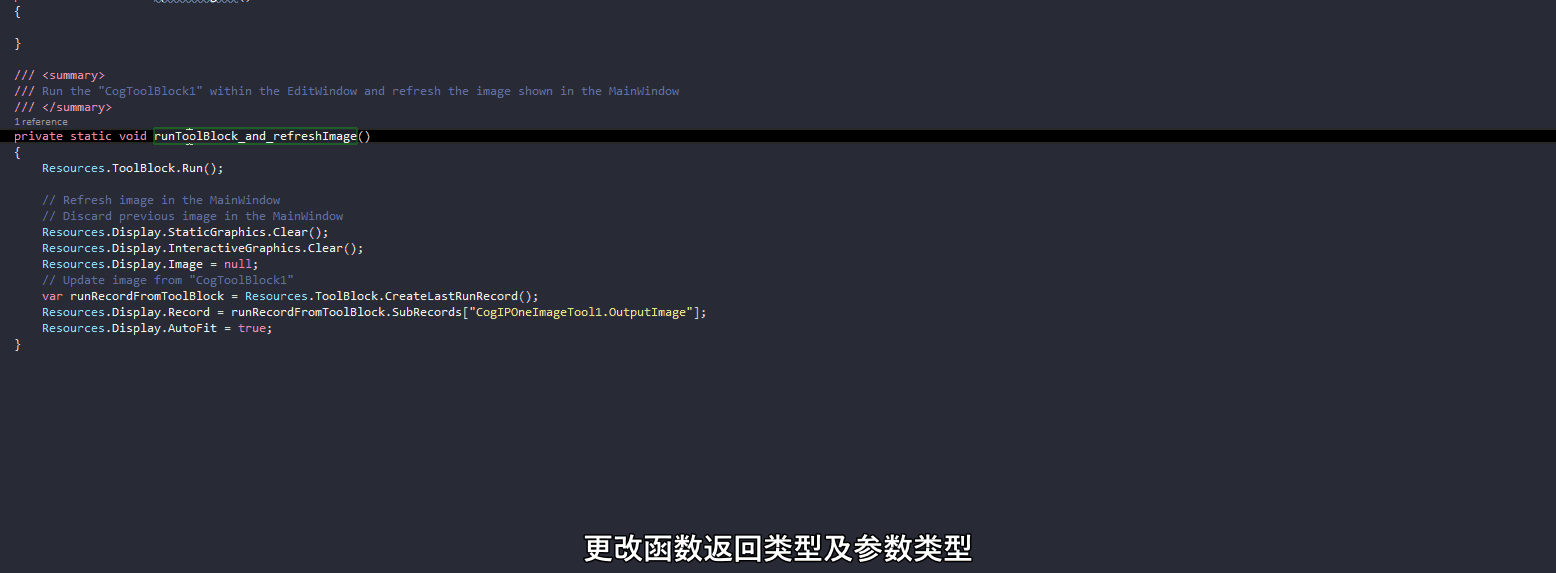 {
}
/// <summary>
/// Run the "CogToolBlock1" within the EditWindow and refresh the image shown in the MainWindow
/// </summary>
1 reference
private static void runToolBlock_and_refreshImage()
{
Resources.ToolBlock.Run();
// Refresh image in the MainWindow
// Discard previous image in the MainWindow
Resources.Display.StaticGraphics.Clear();
Resources.Display.InteractiveGraphics.Clear();
Resources.Display.Image = null;
// Update image from "CogToolBlock1"
var runRecordFromToolBlock = Resources.ToolBlock.CreateLastRunRecord();
Resources.Display.Record = runRecordFromToolBlock.SubRecords["CogIPOneImageTool1.OutputImage"];
Resources.Display.AutoFit = true;
}
更改函数返回类型及参数类型